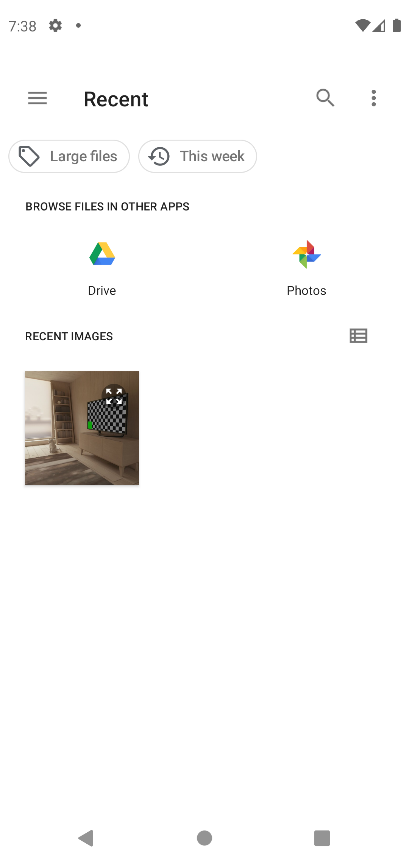 7:38
Recent
Large files
This week
BROWSE FILES IN OTHER APPS
Drive
Photos
RECENT IMAGES